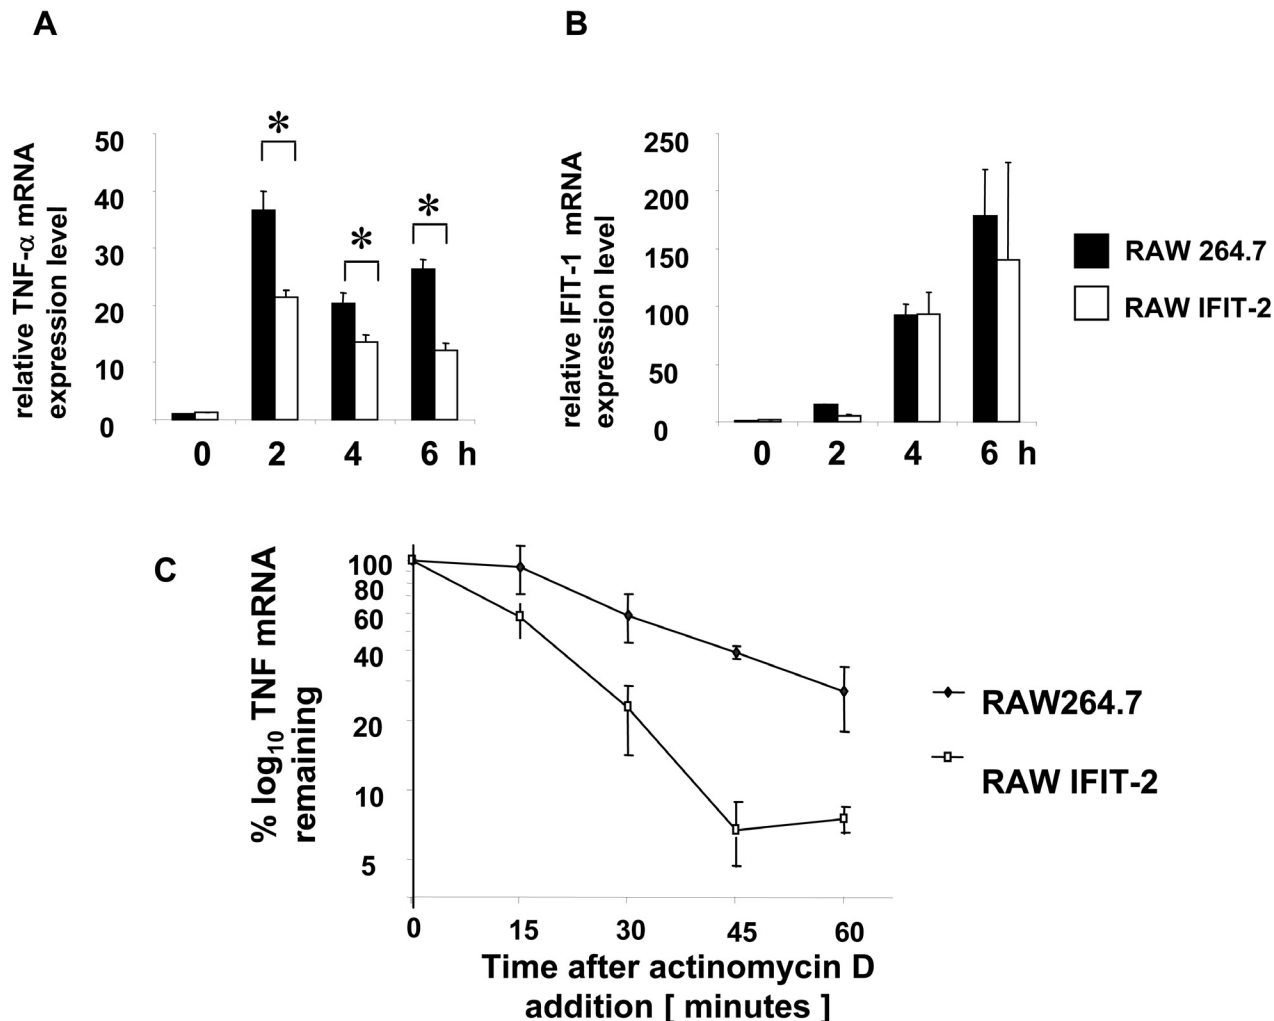 A
B
relative TNF-α mRNA
expression level
50
40
30
20
10
0
*
*
*
0 2 4 6 h
relative IFIT-1 mRNA
expression level
250
200
150
100
50
0
0 2 4 6 h
RAW 264.7
RAW IFIT-2
C
% log10 TNF mRNA
remaining
100
80
60
40
20
10
5
0 15 30 45 60
Time after actinomycin D
addition [ minutes ]
RAW264.7
RAW IFIT-2